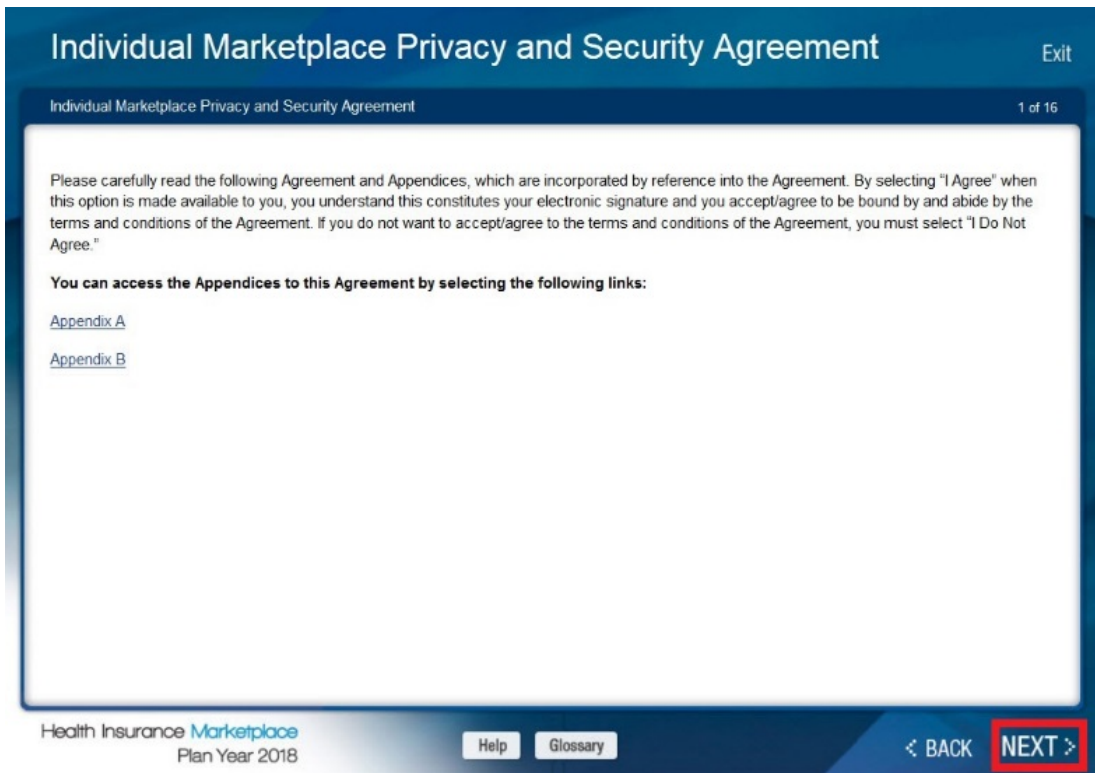 Individual Marketplace Privacy and Security Agreement
Exit
Individual Marketplace Privacy and Security Agreement
1 of 16
Please carefully read the following Agreement and Appendices, which are incorporated by reference into the Agreement. By selecting “I Agree” when
this option is made available to you, you understand this constitutes your electronic signature and you accept/agree to be bound by and abide by the
terms and conditions of the Agreement. If you do not want to accept/agree to the terms and conditions of the Agreement, you must select “I Do Not
Agree.”
You can access the Appendices to this Agreement by selecting the following links:
Appendix A
Appendix B
Health Insurance Marketplace
Plan Year 2018
Help
Glossary
< BACK
NEXT >